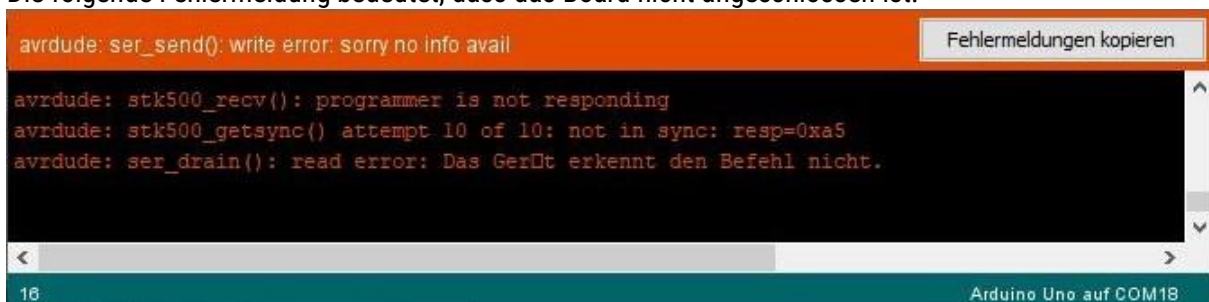 Die folgende Fehlermeldung bedeutet, dass das Board nicht angeschlossen ist.
avrdude: ser_send(): write error: sorry no info avail
Fehlermeldungen kopieren
avrdude: stk500_recv(): programmer is not responding
avrdude: stk500_getsync() attempt 10 of 10: not in sync: resp=0xa5
avrdude: ser_drain(): read error: Das Ger□t erkennt den Befehl nicht.
16
Arduino Uno auf COM18